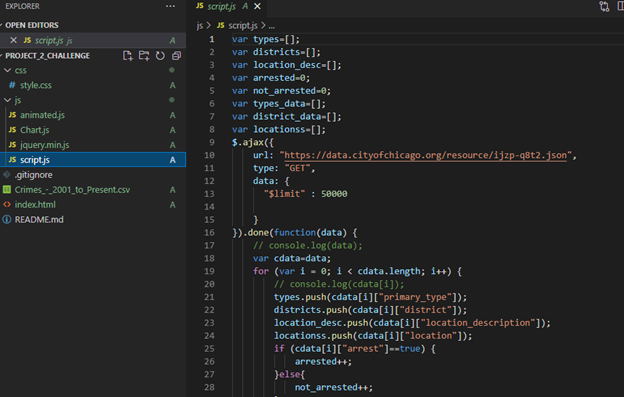 EXPLORER
OPEN EDITORS
script.js js A
PROJECT_2_CHALLENGE
css
style.css A
js
animated.js A
Chart.js A
jquery.min.js A
script.js A
.gitignore A
Crimes_-_2001_to_Present.csv A
index.html A
README.md
script.js A
js > script.js > ...
1 var types=[];
2 var districts=[];
3 var location_desc=[];
4 var arrested=0;
5 var not_arrested=0;
6 var types_data=[];
7 var district_data=[];
8 var locationss=[];
9 $.ajax({
10 url: "https://data.cityofchicago.org/resource/ijzp-q8t2.json",
11 type: "GET",
12 data: {
13 "$limit" : 50000
14
15 }
16 }).done(function(data) {
17 // console.log(data);
18 var cdata=data;
19 for (var i = 0; i < cdata.length; i++) {
20 // console.log(cdata[i]);
21 types.push(cdata[i]["primary_type"]);
22 districts.push(cdata[i]["district"]);
23 location_desc.push(cdata[i]["location_description"]);
24 locationss.push(cdata[i]["location"]);
25 if (cdata[i]["arrest"]==true) {
26 arrested++;
27 }else{
28 not_arrested++;